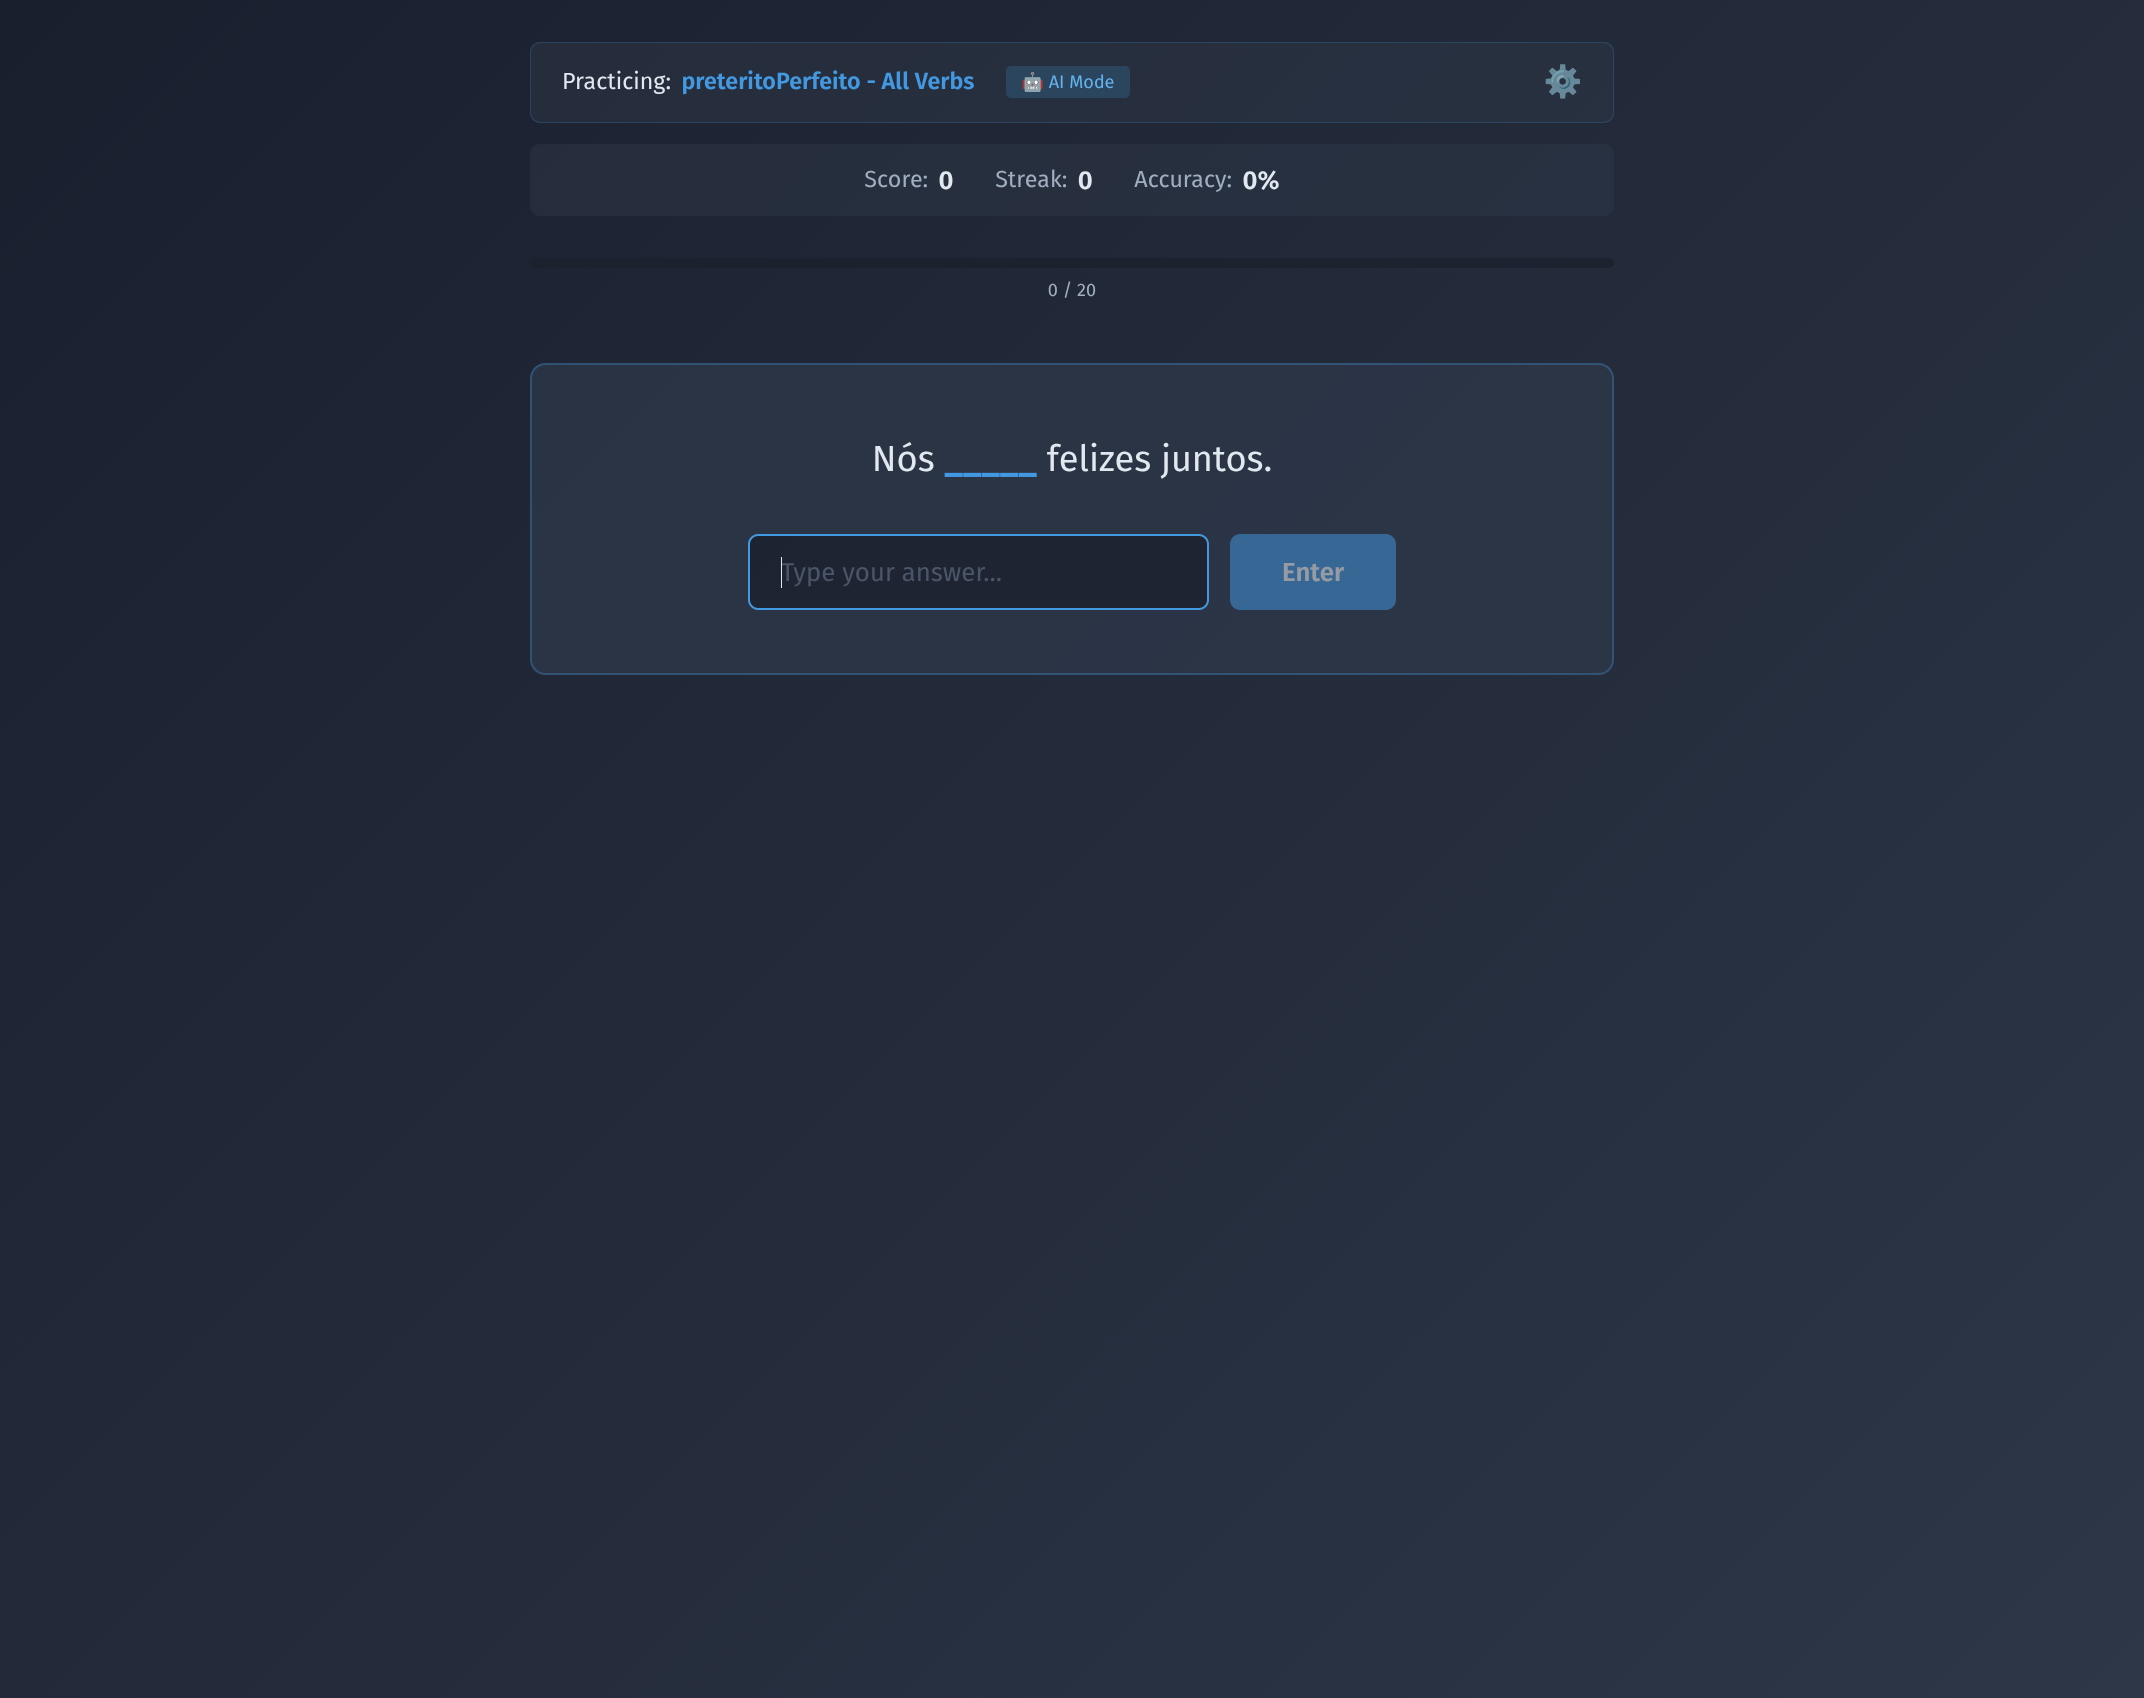 Practicing: preteritoPerfeito - All Verbs 🤖 AI Mode
Score: 0 Streak: 0 Accuracy: 0%
0 / 20
Nós _____ felizes juntos.
Type your answer... Enter